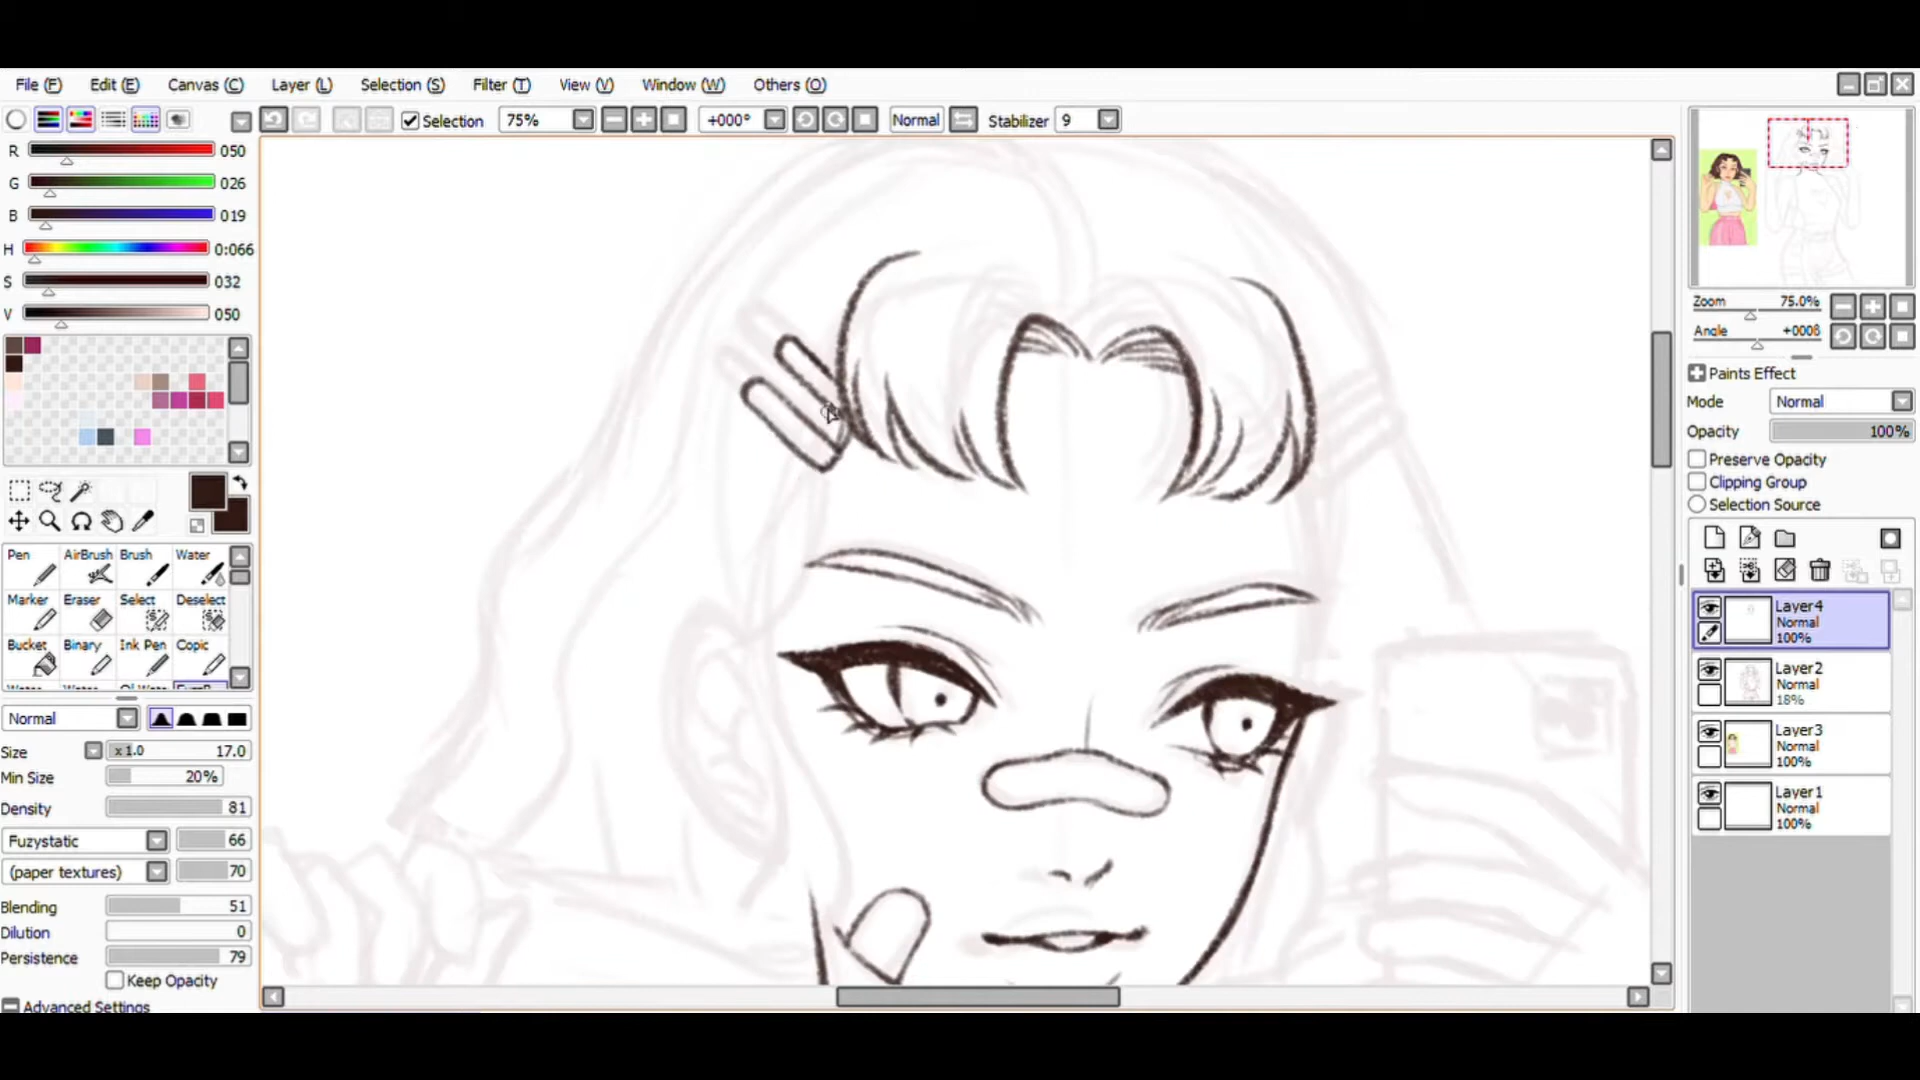 File (F) Edit (E) Canvas (C) Layer (L) Selection (S) Filter (T) View (V) Window (W) Others (O)
Selection 75% +000° Normal Stabilizer 9
R 050
G 026
B 019
H 0:066
S 032
V 050
Pen AirBrush Brush Water
Marker Eraser Select Deselect
Bucket Binary Ink Pen Copic
Normal
Size x 1.0 17.0
Min Size 20%
Density 81
Fuzystatic 66
(paper textures) 70
Blending 51
Dilution 0
Persistence 79
Keep Opacity
Advanced Settings
Zoom 75.0%
Angle
Paints Effect
Mode Normal
Opacity 100%
Preserve Opacity
Clipping Group
Selection Source
Layer4
Normal
100%
Layer2
Normal
18%
Layer3
Normal
100%
Layer1
Normal
100%